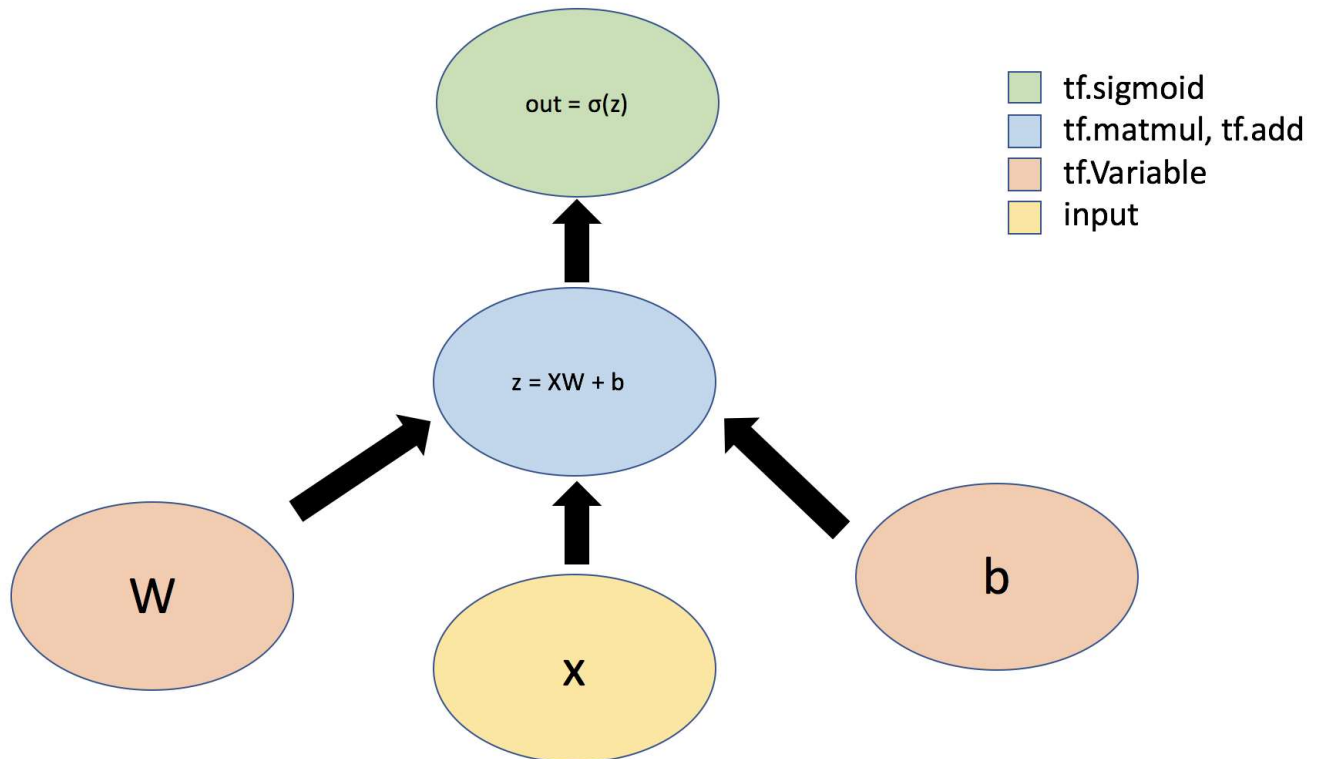 out = σ(z)
tf.sigmoid
tf.matmul, tf.add
tf.Variable
input
z = XW + b
W
x
b